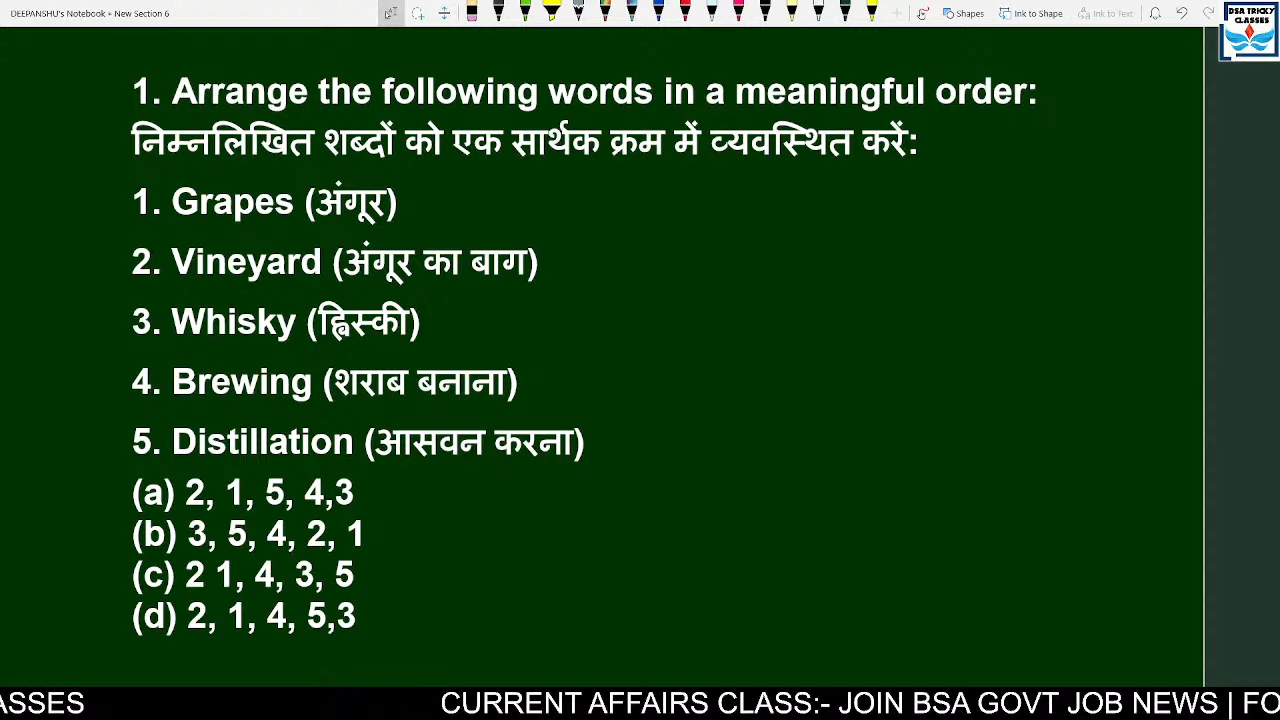 DEEPANSHU's Notebook » New Section 6
Shapes Ink to Shape Ink to Text
BSA TRICKY
CLASSES
1. Arrange the following words in a meaningful order:
निम्नलिखित शब्दों को एक सार्थक क्रम में व्यवस्थित करें:
1. Grapes (अंगूर)
2. Vineyard (अंगूर का बाग)
3. Whisky (ह्विस्की)
4. Brewing (शराब बनाना)
5. Distillation (आसवन करना)
(a) 2, 1, 5, 4,3
(b) 3, 5, 4, 2, 1
(c) 2 1, 4, 3, 5
(d) 2, 1, 4, 5,3
ASSES CURRENT AFFAIRS CLASS:- JOIN BSA GOVT JOB NEWS | FO